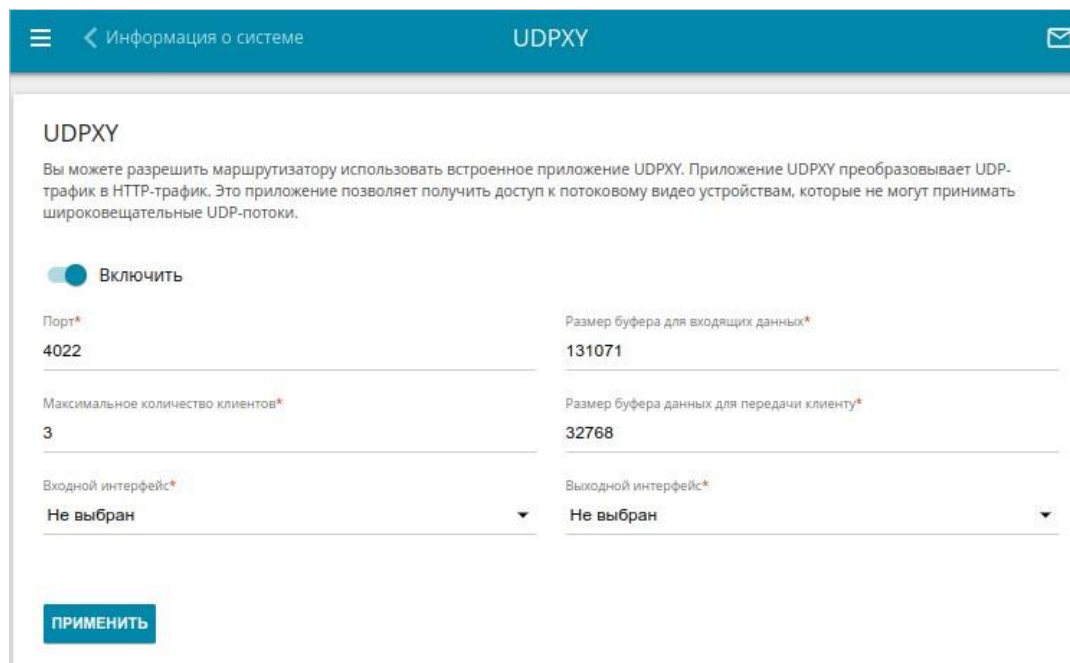 Информация о системе
UDPXY
UDPXY
Вы можете разрешить маршрутизатору использовать встроенное приложение UDPXY. Приложение UDPXY преобразовывает UDP-
трафик в HTTP-трафик. Это приложение позволяет получить доступ к потоковому видео устройствам, которые не могут принимать
широковещательные UDP-потоки.
Включить
Порт*
4022
Размер буфера для входящих данных*
131071
Максимальное количество клиентов*
3
Размер буфера данных для передачи клиенту*
32768
Входной интерфейс*
Не выбран
Выходной интерфейс*
Не выбран
ПРИМЕНИТЬ